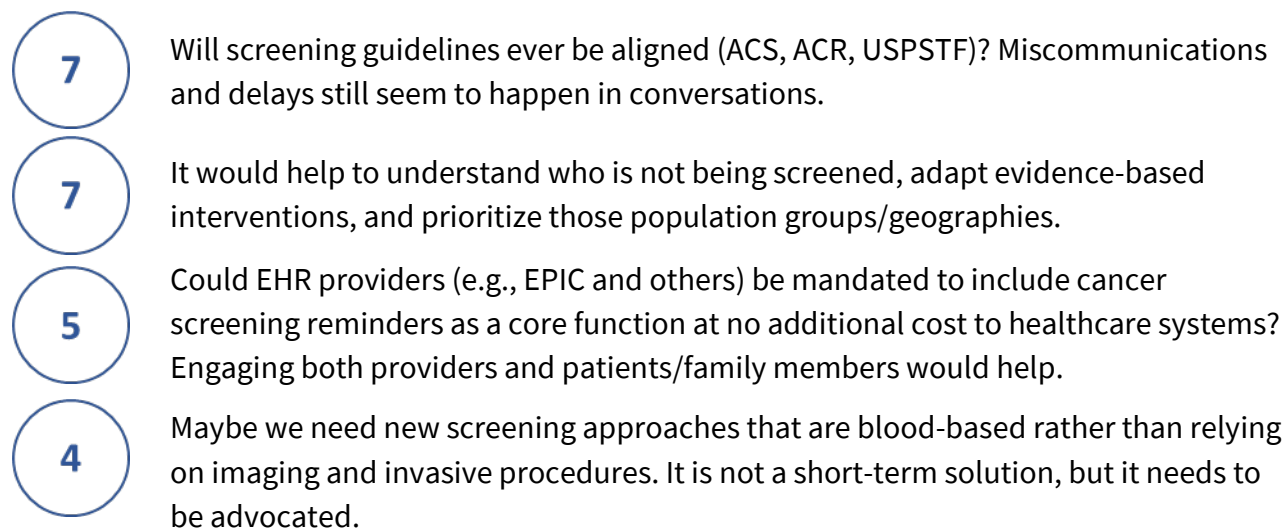 7
Will screening guidelines ever be aligned (ACS, ACR, USPSTF)? Miscommunications
and delays still seem to happen in conversations.
7
It would help to understand who is not being screened, adapt evidence-based
interventions, and prioritize those population groups/geographies.
5
Could EHR providers (e.g., EPIC and others) be mandated to include cancer
screening reminders as a core function at no additional cost to healthcare systems?
Engaging both providers and patients/family members would help.
4
Maybe we need new screening approaches that are blood-based rather than relying
on imaging and invasive procedures. It is not a short-term solution, but it needs to
be advocated.